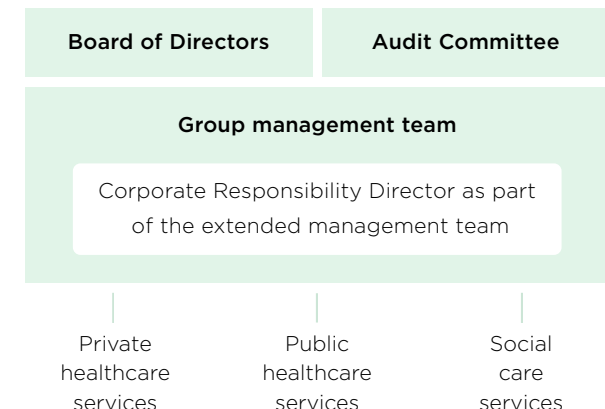 Board of Directors
Audit Committee
Group management team
Corporate Responsibility Director as part
of the extended management team
Private
healthcare
services
Public
healthcare
services
Social
care
services